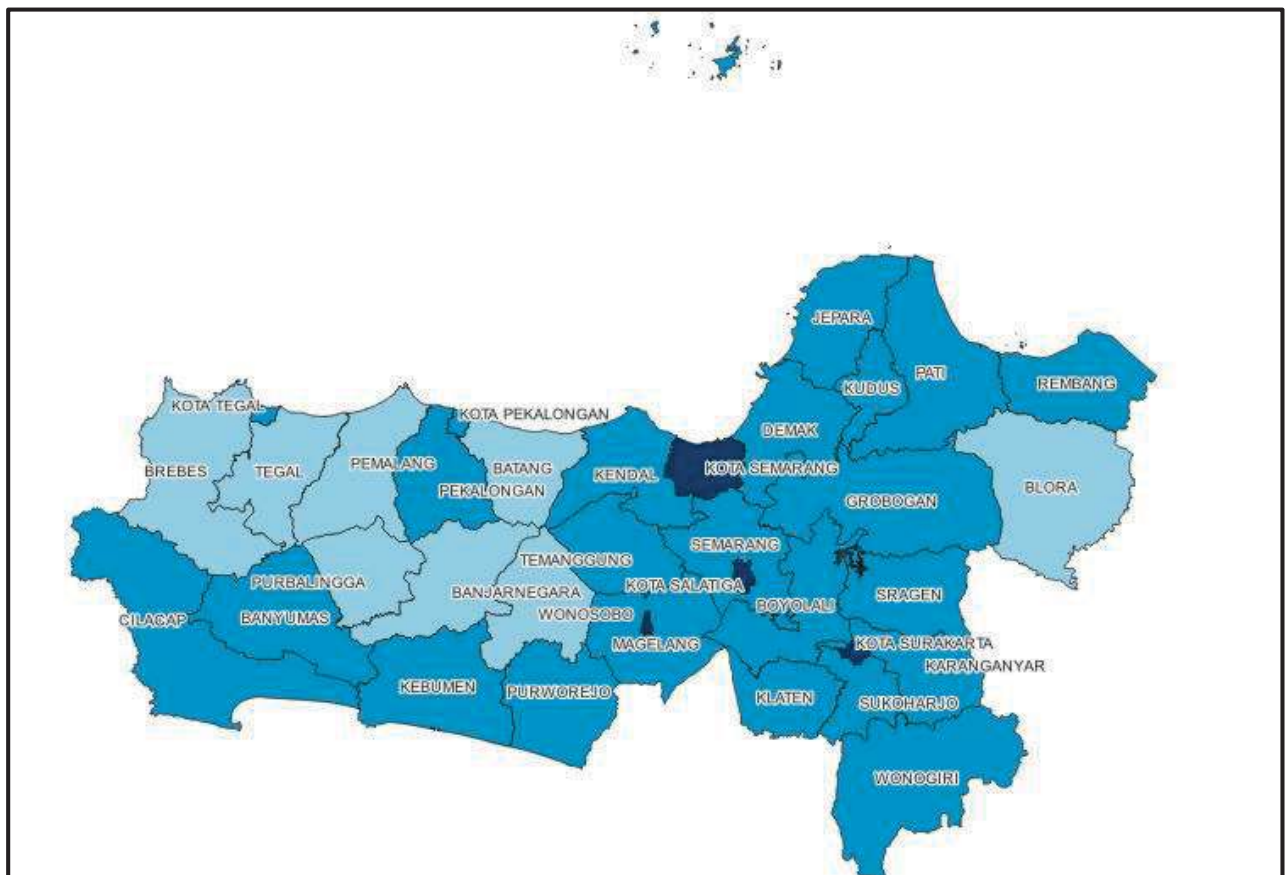 JEPARA
KUDUS
PATI
REMBANG
KOTA TEGAL
KOTA PEKALONGAN
DEMAK
BREBES
TEGAL
PEMALANG
BATANG
KENDAL
KOTA SEMARANG
PEKALONGAN
GROBOGAN
BLORA
SEMARANG
TEMANGGUNG
PURBALINGGA
BANJARNEGARA
KOTA SALATIGA
SRAGEN
CILACAP
BANYUMAS
WONOSOBO
BOYOLALI
MAGELANG
KOTA SURAKARTA
KARANGANYAR
KEBUMEN
PURWOREJO
KLATEN
SUKOHARJO
WONOGIRI